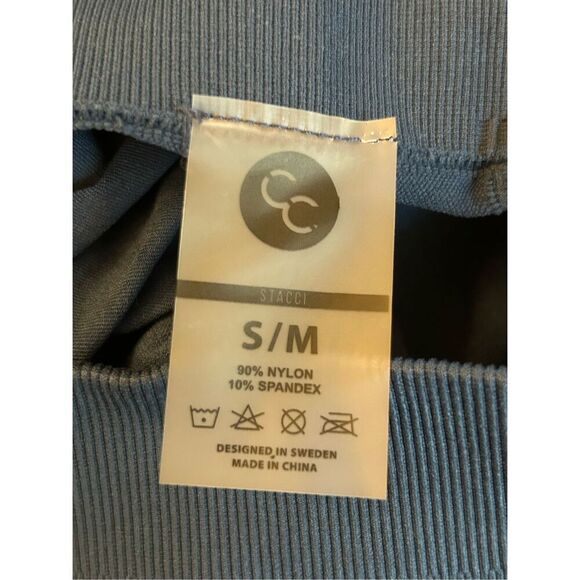 CC
STACCI
S/M
90% NYLON
10% SPANDEX
DESIGNED IN SWEDEN
MADE IN CHINA